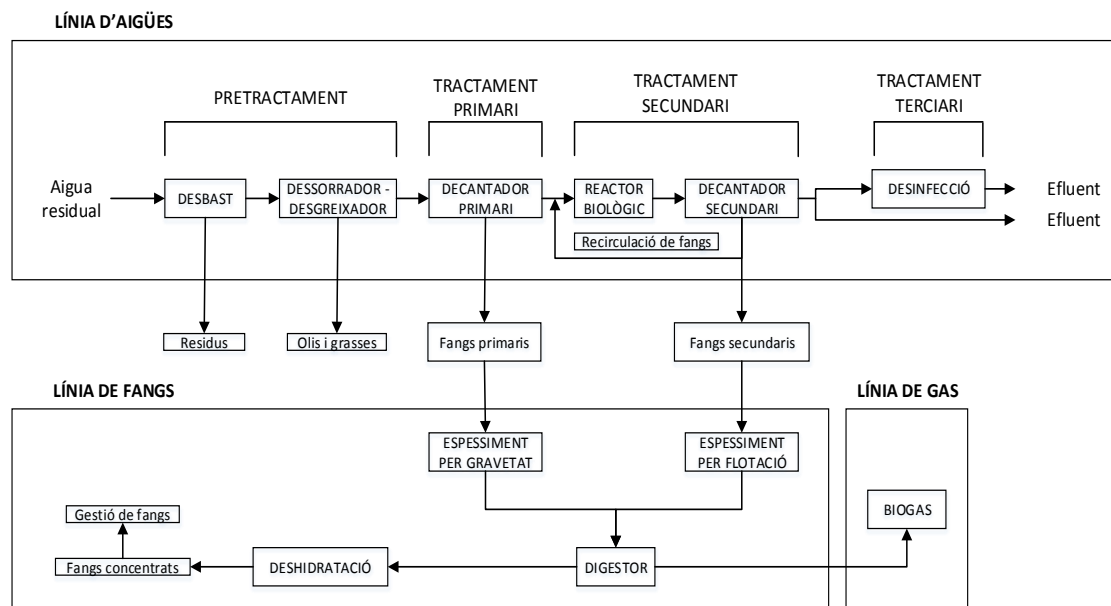 LÍNIA D'AIGÜES
PRETRACTAMENT
TRACTAMENT
PRIMARI
TRACTAMENT
SECUNDARI
TRACTAMENT
TERCIARI
Aigua
residual
DESBAST
DESSORRADOR -
DESGREIXADOR
DECANTADOR
PRIMARI
REACTOR
BIOLÒGIC
DECANTADOR
SECUNDARI
DESINFECCIÓ
Efluent
Efluent
Recirculació de fangs
Residus
Olis i grasses
Fangs primaris
Fangs secundaris
LÍNIA DE FANGS
LÍNIA DE GAS
ESPESSIMENT
PER GRAVETAT
ESPESSIMENT
PER FLOTACIÓ
Gestió de fangs
BIOGAS
Fangs concentrats
DESHIDRATACIÓ
DIGESTOR